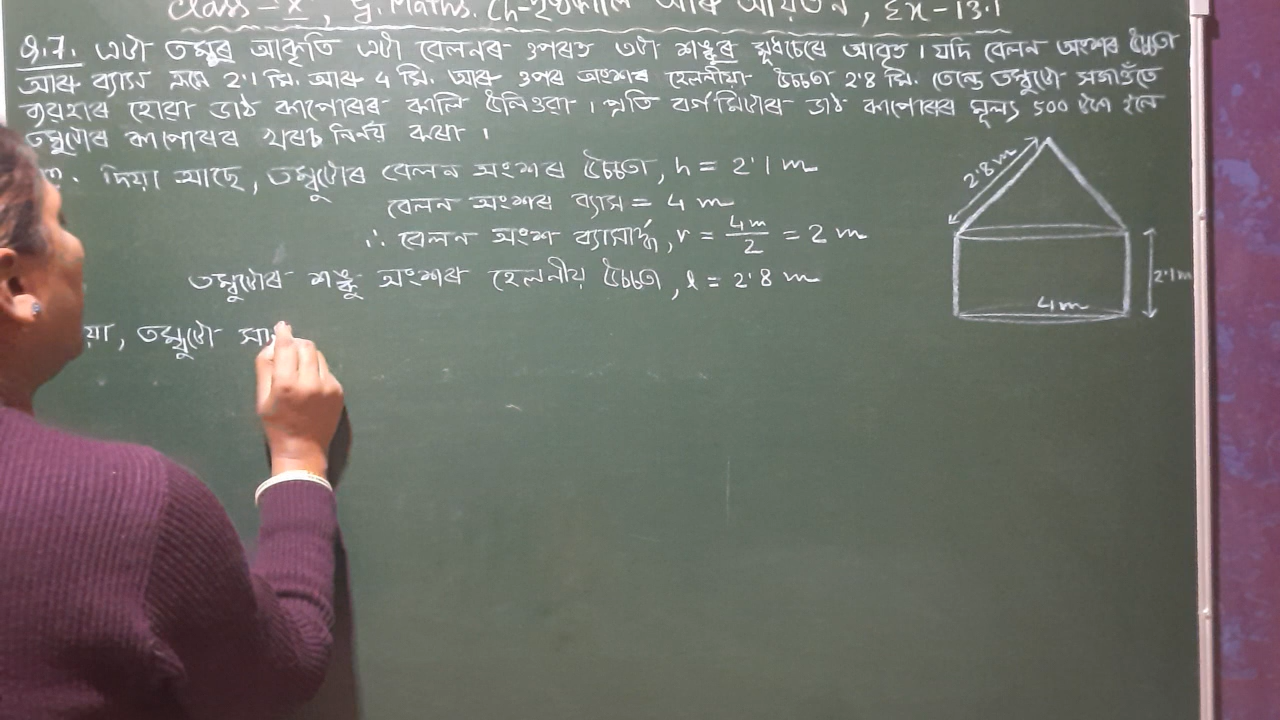 Class - X, G. Maths. Ch-পৃষ্ঠকালি আৰু আয়তন, Ex-13.1
Q.7. এটা তম্বুৰ আকৃতি এটা বেলনৰ ওপৰত এটা শঙ্কুৰ দৰে আবৃত। যদি বেলন অংশৰ উচ্চতা
আৰু ব্যাস ক্ৰমে 2.1 মি. আৰু 4 মি. আৰু ওপৰ অংশৰ হেলনীয়া উচ্চতা 2.8 মি. তেন্তে তম্বুটো সজাওঁতে
ব্যৱহাৰ হোৱা ডাঠ কাপোৰৰ কালি উলিওৱা। প্ৰতি বৰ্গমিটাৰ ডাঠ কাপোৰৰ মূল্য 500 টকা হ'লে
তম্বুটোৰ কাপোৰৰ খৰচ নিৰ্ণয় কৰা।
দিয়া আছে, তম্বুটোৰ বেলন অংশৰ উচ্চতা, h = 2.1 m
বেলন অংশৰ ব্যাস = 4 m
∴ বেলন অংশ ব্যাসাৰ্দ্ধ, r = 4m/2 = 2 m
তম্বুটোৰ শঙ্কু অংশৰ হেলনীয় উচ্চতা, l = 2.8 m
তম্বুটো
2.8 m
2.1 m
4 m